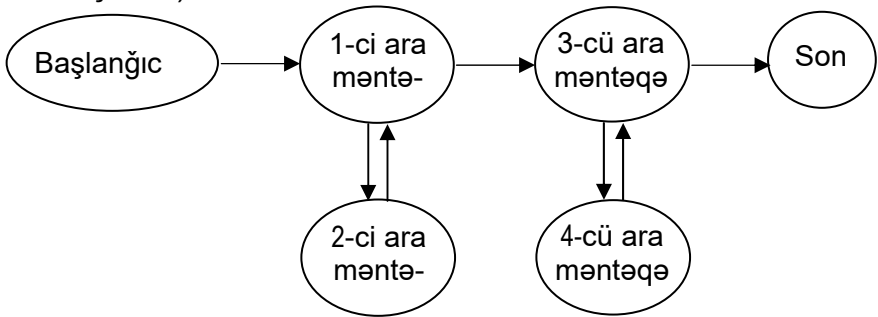 Başlanğıc
1-ci ara
məntə-
3-cü ara
məntəqə
Son
2-ci ara
məntə-
4-cü ara
məntəqə